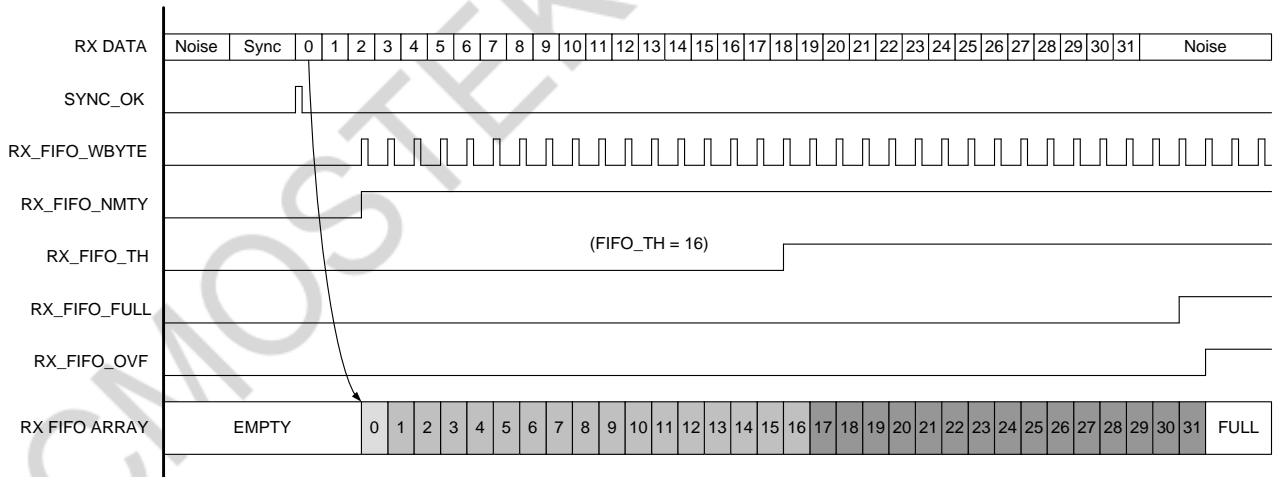 RX DATA Noise Sync 0 1 2 3 4 5 6 7 8 9 10 11 12 13 14 15 16 17 18 19 20 21 22 23 24 25 26 27 28 29 30 31 Noise
SYNC_OK
RX_FIFO_WBYTE
RX_FIFO_NMTY
RX_FIFO_TH (FIFO_TH = 16)
RX_FIFO_FULL
RX_FIFO_OVF
RX FIFO ARRAY EMPTY 0 1 2 3 4 5 6 7 8 9 10 11 12 13 14 15 16 17 18 19 20 21 22 23 24 25 26 27 28 29 30 31 FULL
CMOSTEK